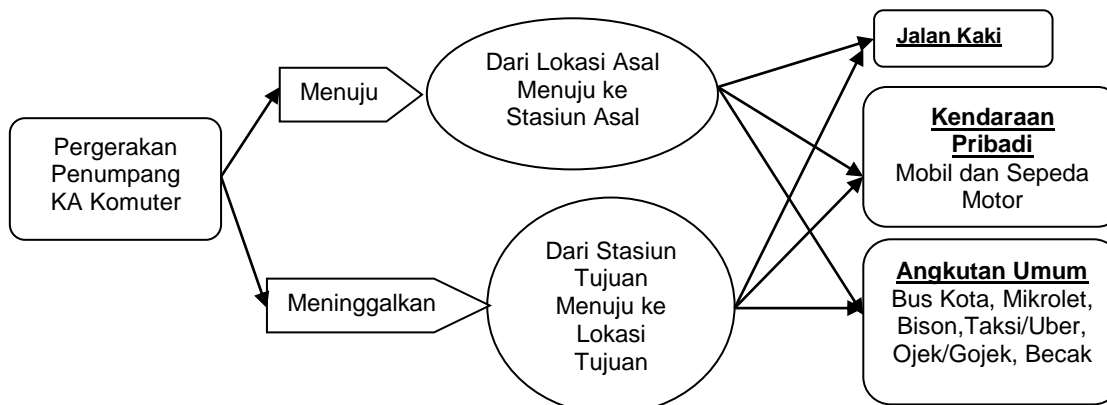 Pergerakan
Penumpang
KA Komuter
Menuju
Dari Lokasi Asal
Menuju ke
Stasiun Asal
Meninggalkan
Dari Stasiun
Tujuan
Menuju ke
Lokasi
Tujuan
Jalan Kaki
Kendaraan
Pribadi
Mobil dan Sepeda
Motor
Angkutan Umum
Bus Kota, Mikrolet,
Bison,Taksi/Uber,
Ojek/Gojek, Becak